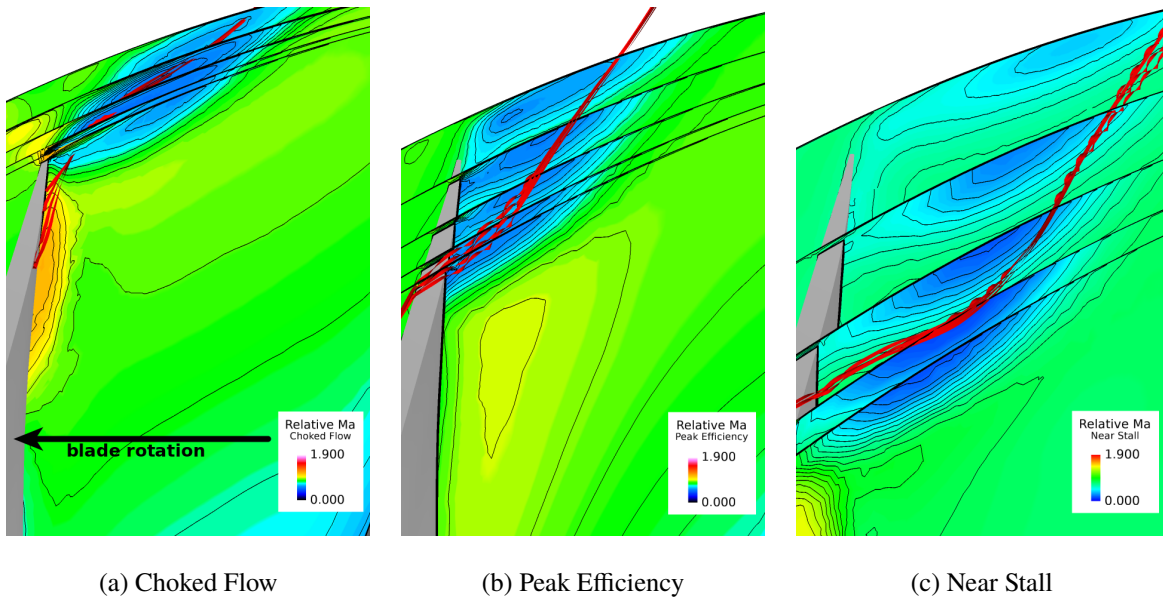 blade rotation
Relative Ma
Choked Flow
1.900
0.000
Relative Ma
Peak Efficiency
1.900
0.000
Relative Ma
Near Stall
1.900
0.000
(a) Choked Flow
(b) Peak Efficiency
(c) Near Stall